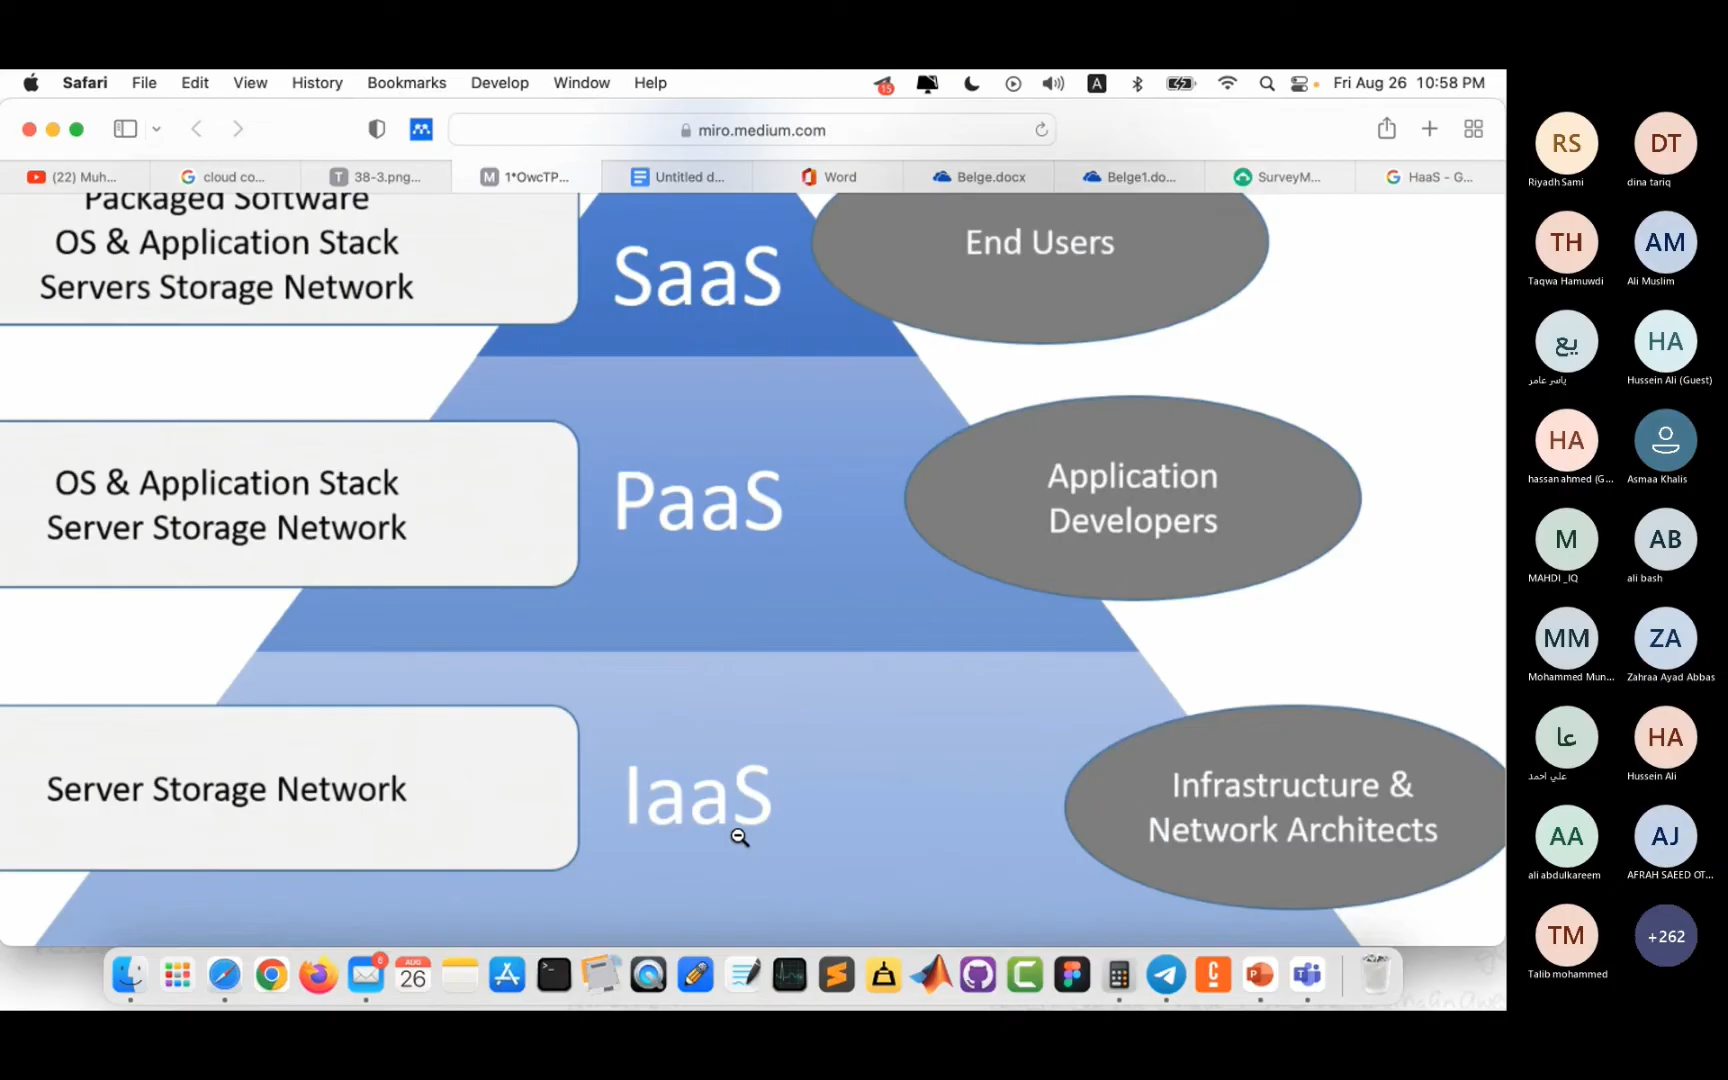 Safari File Edit View History Bookmarks Develop Window Help
15
A
Fri Aug 26 10:58 PM
miro.medium.com
(22) Muh...
G cloud co...
T 38-3.png...
M 1*OwcTP...
Untitled d...
Word
Belge.docx
Belge1.do...
SurveyM...
G HaaS - G...
Packaged Software
OS & Application Stack
Servers Storage Network
SaaS
End Users
OS & Application Stack
Server Storage Network
PaaS
Application
Developers
Server Storage Network
IaaS
Infrastructure &
Network Architects
8
AUG
26
RS
Riyadh Sami
DT
dina tariq
TH
Taqwa Hamuwdi
AM
Ali Muslim
يع
ياسر عامر
HA
Hussein Ali (Guest)
HA
hassan ahmed (G...
Asmaa Khalis
M
MAHDI_IQ
AB
ali bash
MM
Mohammed Mun...
ZA
Zahraa Ayad Abbas
عا
علي احمد
HA
Hussein Ali
AA
ali abdulkareem
AJ
AFRAH SAEED OT...
TM
Talib mohammed
+262